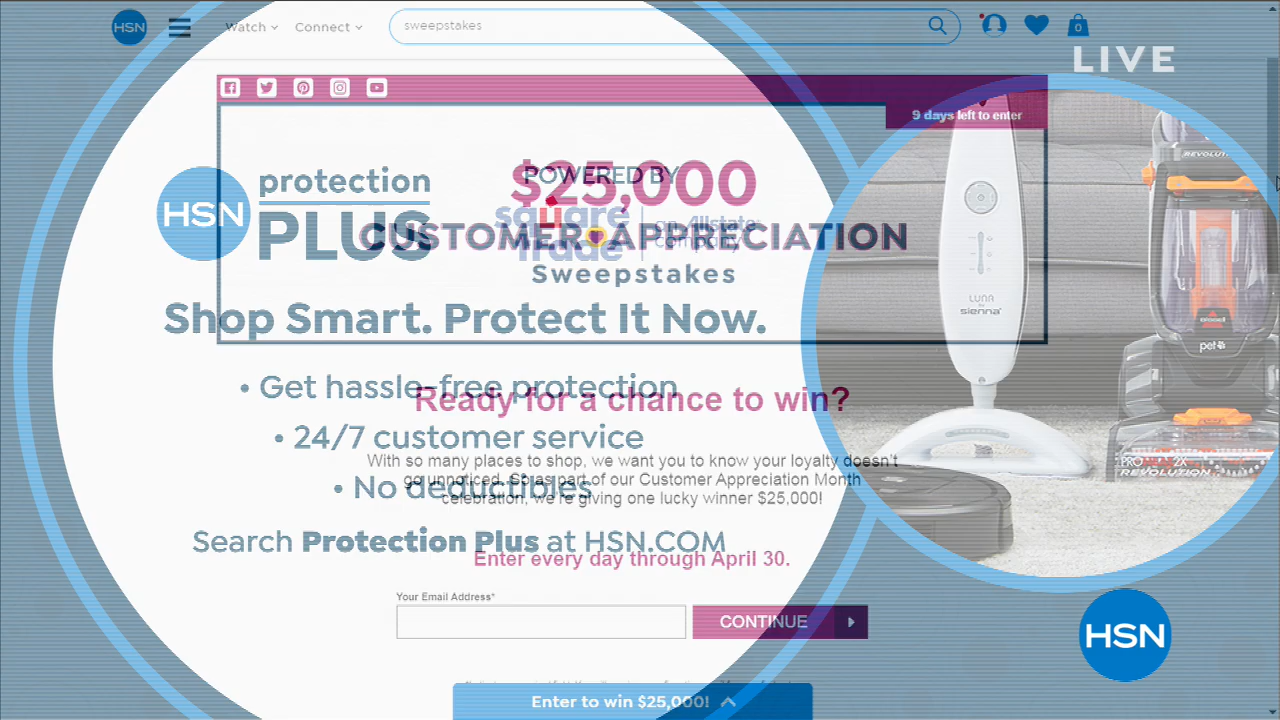 HSN
Watch
Connect
sweepstakes
0
LIVE
9 days left to enter
$25,000
CUSTOMER APPRECIATION
Sweepstakes
HSN
protection
PLUS
POWERED BY
square
trade
an Allstate
company
Shop Smart. Protect It Now.
• Get hassle-free protection
• 24/7 customer service
• No deductibles
Search Protection Plus at HSN.COM
Ready for a chance to win?
With so many places to shop, we want you to know your loyalty doesn't
go unnoticed. So as part of our Customer Appreciation Month
celebration, we're giving one lucky winner $25,000!
Enter every day through April 30.
Your Email Address*
CONTINUE
Enter to win $25,000!
LUNA
by
sienna
REVOLUTION
BISSELL
pet
REVOLUTION
HSN